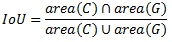 IoU = area(C) ∩ area(G) / area(C) ∪ area(G)